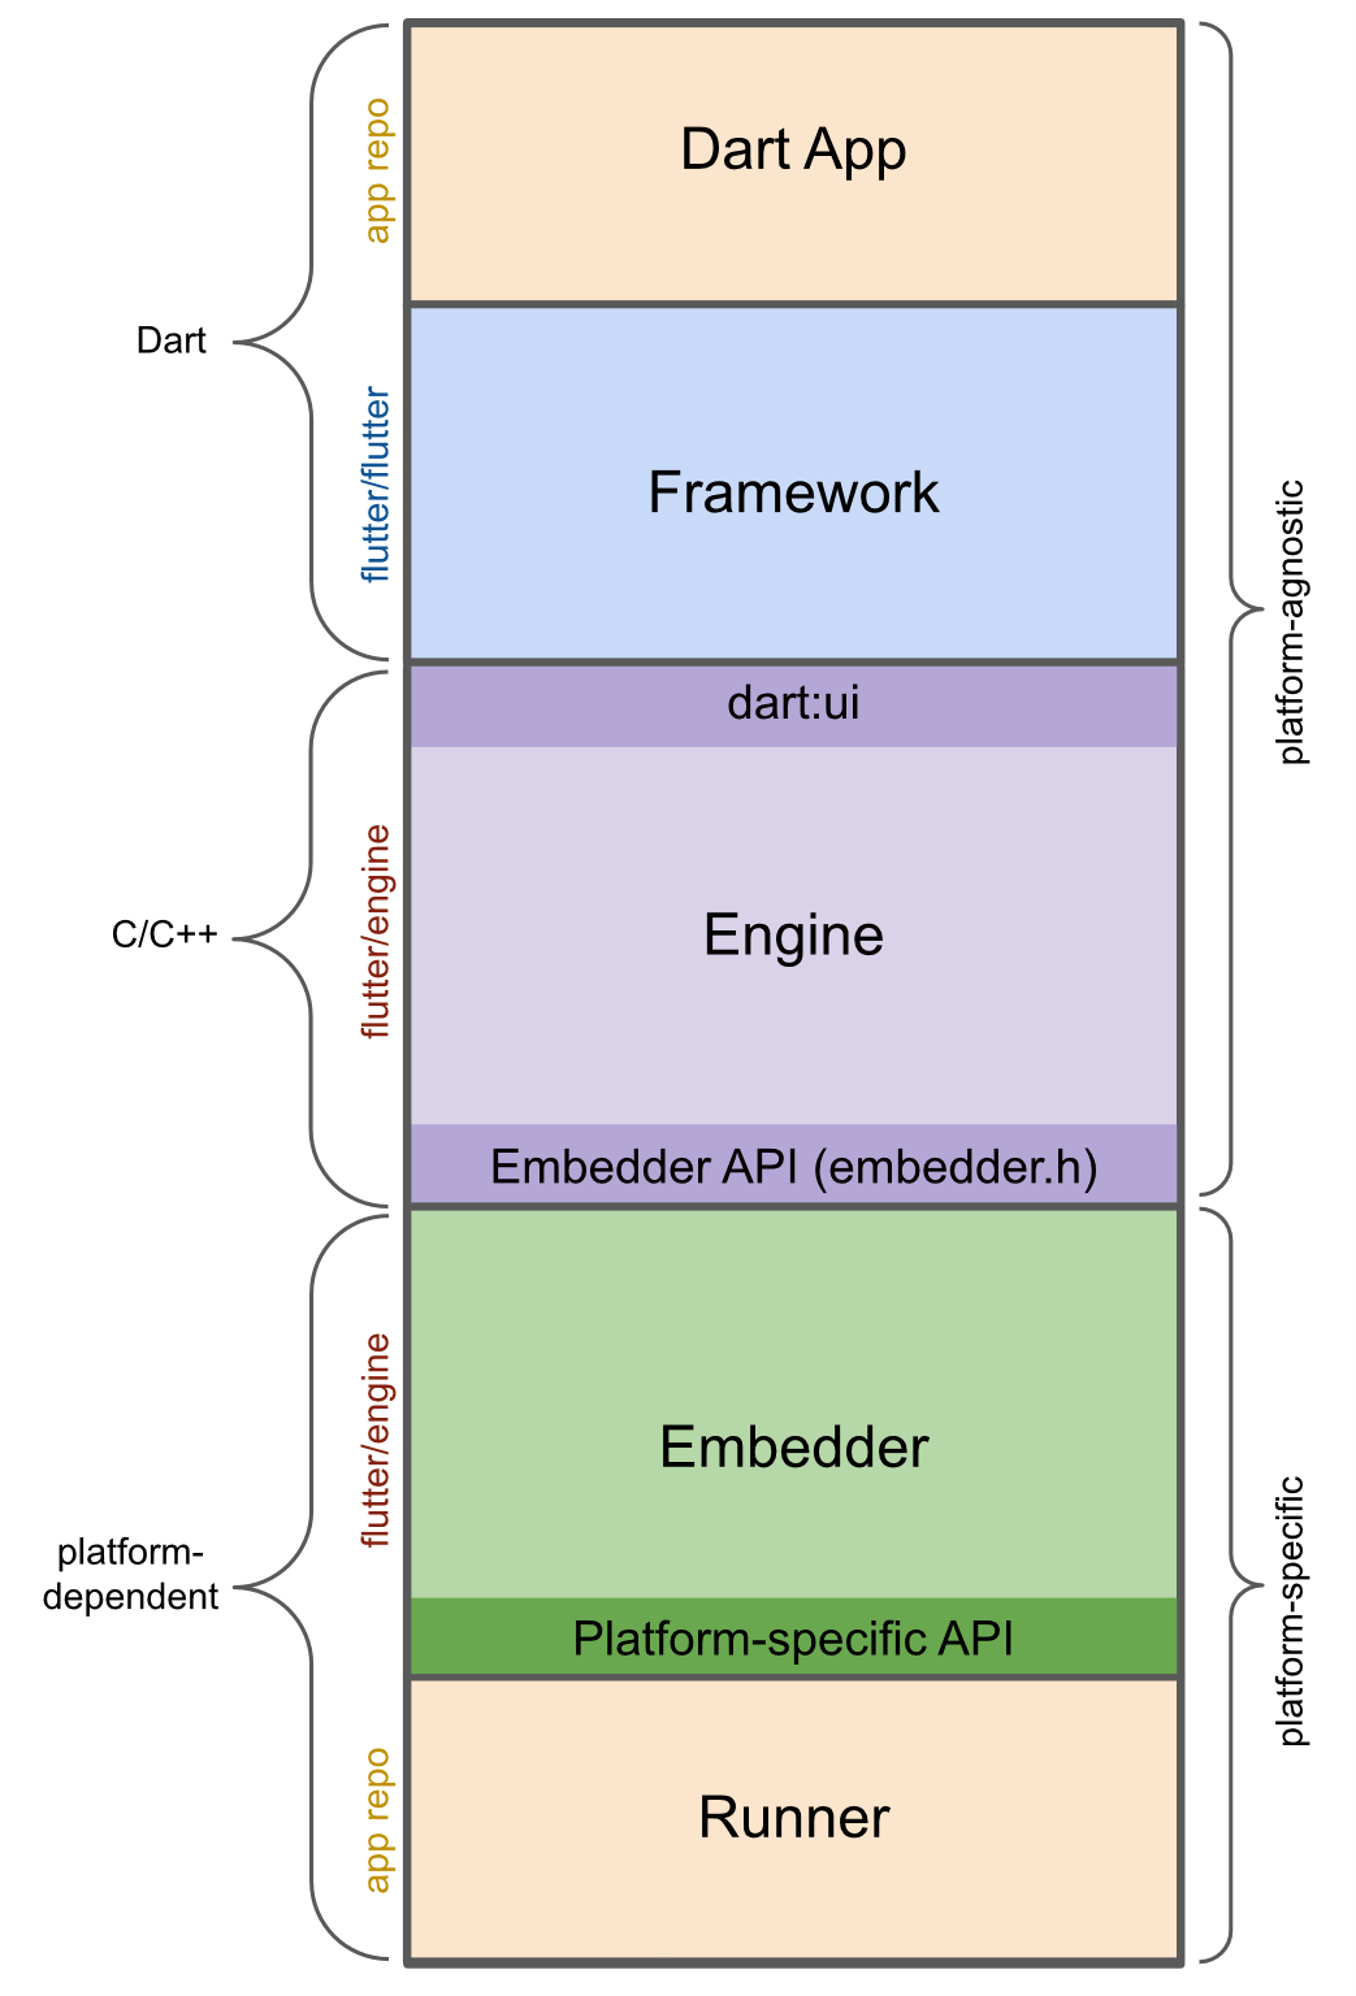 Dart App
app repo
Dart
Framework
flutter/flutter
platform-agnostic
dart:ui
Engine
flutter/engine
C/C++
Embedder API (embedder.h)
Embedder
flutter/engine
platform-
dependent
platform-specific
Platform-specific API
Runner
app repo